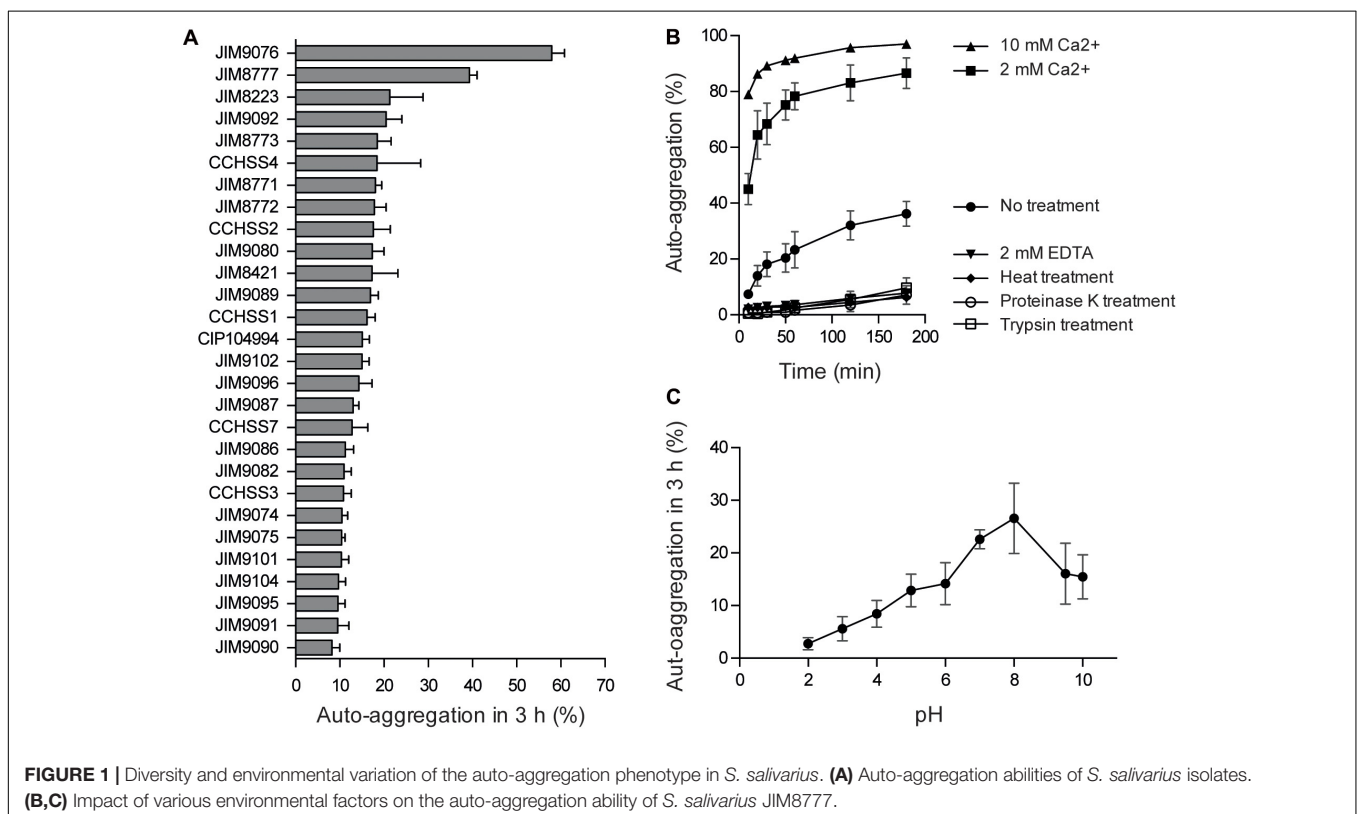 A
JIM9076
JIM8777
JIM8223
JIM9092
JIM8773
CCHSS4
JIM8771
JIM8772
CCHSS2
JIM9080
JIM8421
JIM9089
CCHSS1
CIP104994
JIM9102
JIM9096
JIM9087
CCHSS7
JIM9086
JIM9082
CCHSS3
JIM9074
JIM9075
JIM9101
JIM9104
JIM9095
JIM9091
JIM9090
0 10 20 30 40 50 60 70
Auto-aggregation in 3 h (%)
B
Auto-aggregation (%)
100
80
60
40
20
0
0 50 100 150 200
Time (min)
10 mM Ca2+
2 mM Ca2+
No treatment
2 mM EDTA
Heat treatment
Proteinase K treatment
Trypsin treatment
C
Aut-oaggregation in 3 h (%)
40
30
20
10
0
0 2 4 6 8 10
pH
FIGURE 1 | Diversity and environmental variation of the auto-aggregation phenotype in S. salivarius. (A) Auto-aggregation abilities of S. salivarius isolates.
(B,C) Impact of various environmental factors on the auto-aggregation ability of S. salivarius JIM8777.